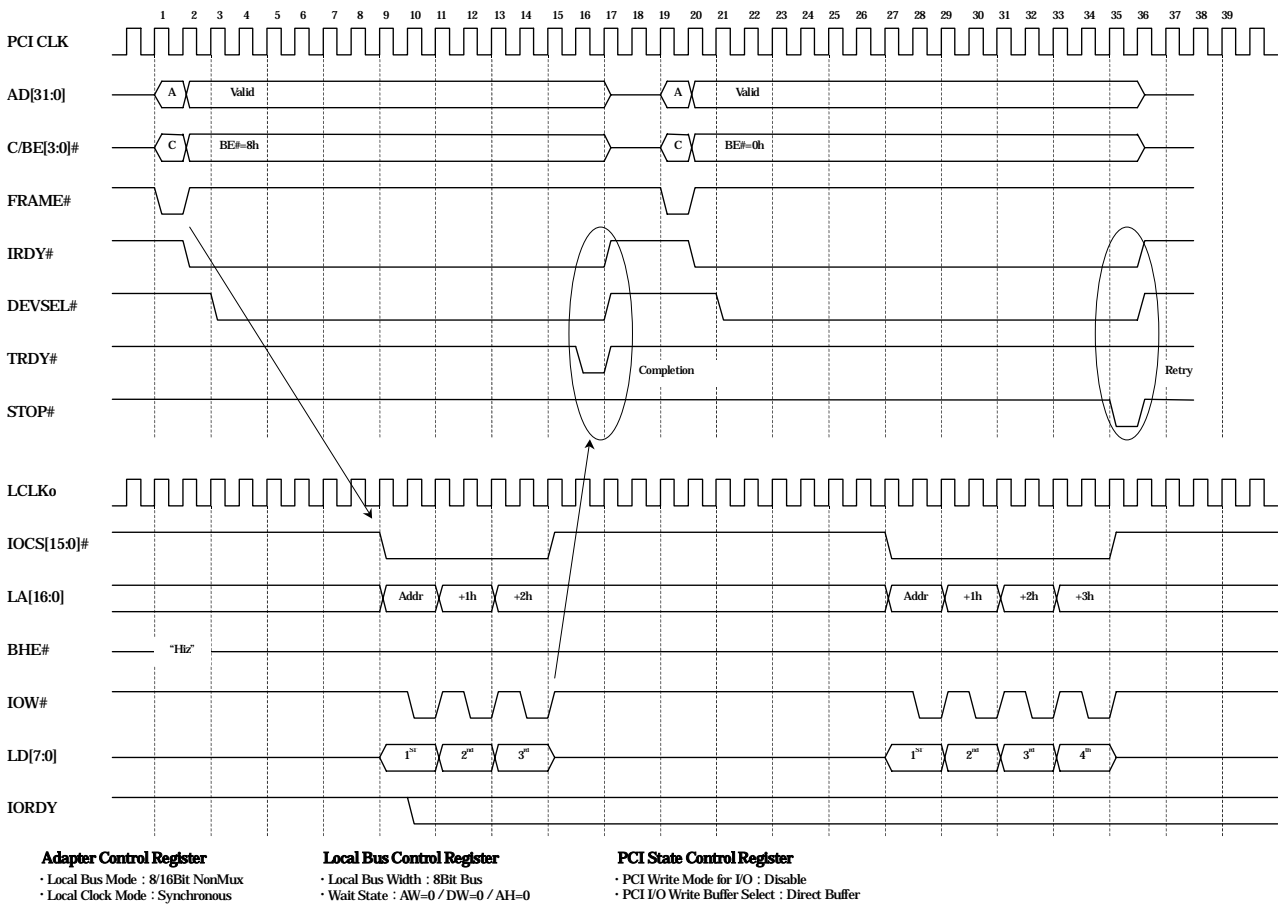 1 2 3 4 5 6 7 8 9 10 11 12 13 14 15 16 17 18 19 20 21 22 23 24 25 26 27 28 29 30 31 32 33 34 35 36 37 38 39
PCI CLK
AD[31:0] A Valid A Valid
C/BE[3:0]# C BE#=8h C BE#=0h
FRAME#
IRDY#
DEVSEL#
TRDY#
Completion Retry
STOP#
LCLKo
IOCS[15:0]#
LA[16:0] Addr +1h +2h Addr +1h +2h +3h
BHE# “Hiz”
IOW#
LD[7:0] 1ST 2nd 3rd 1ST 2nd 3rd 4th
IORDY
Adapter Control Register
・Local Bus Mode : 8/16Bit NonMux
・Local Clock Mode : Synchronous
Local Bus Control Register
・Local Bus Width : 8Bit Bus
・Wait State : AW=0 / DW=0 / AH=0
PCI State Control Register
・PCI Write Mode for I/O : Disable
・PCI I/O Write Buffer Select : Direct Buffer